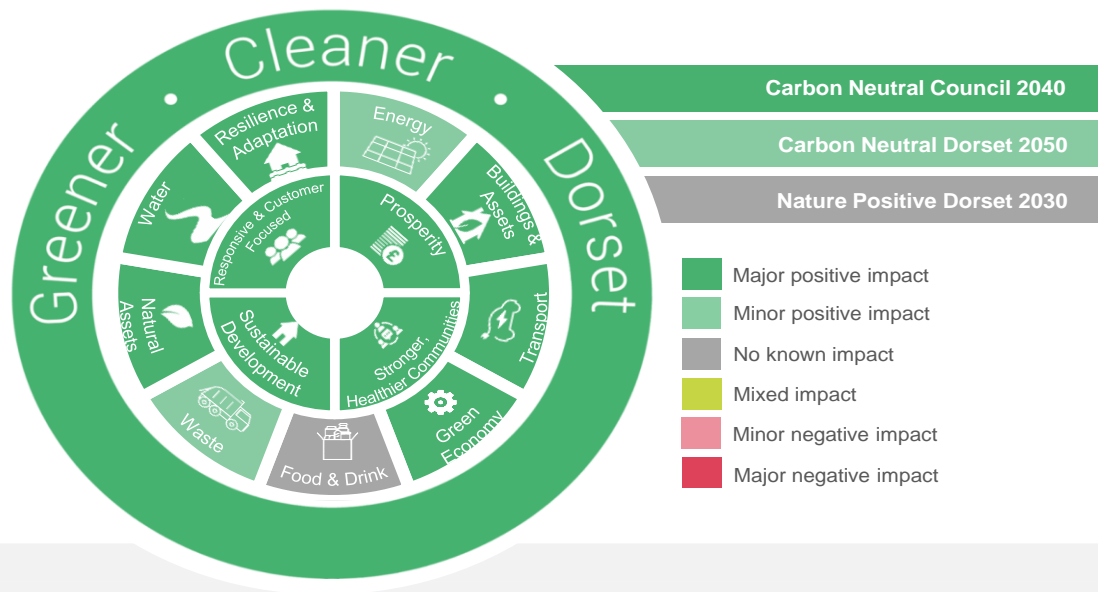 Greener • Cleaner • Dorset
Resilience &
Adaptation
Energy
Buildings &
Assets
Transport
Green
Economy
Food & Drink
Waste
Natural
Assets
Water
Responsive & Customer
Focused
Prosperity
£
Stronger,
Healthier Communities
Sustainable
Development
Carbon Neutral Council 2040
Carbon Neutral Dorset 2050
Nature Positive Dorset 2030
Major positive impact
Minor positive impact
No known impact
Mixed impact
Minor negative impact
Major negative impact